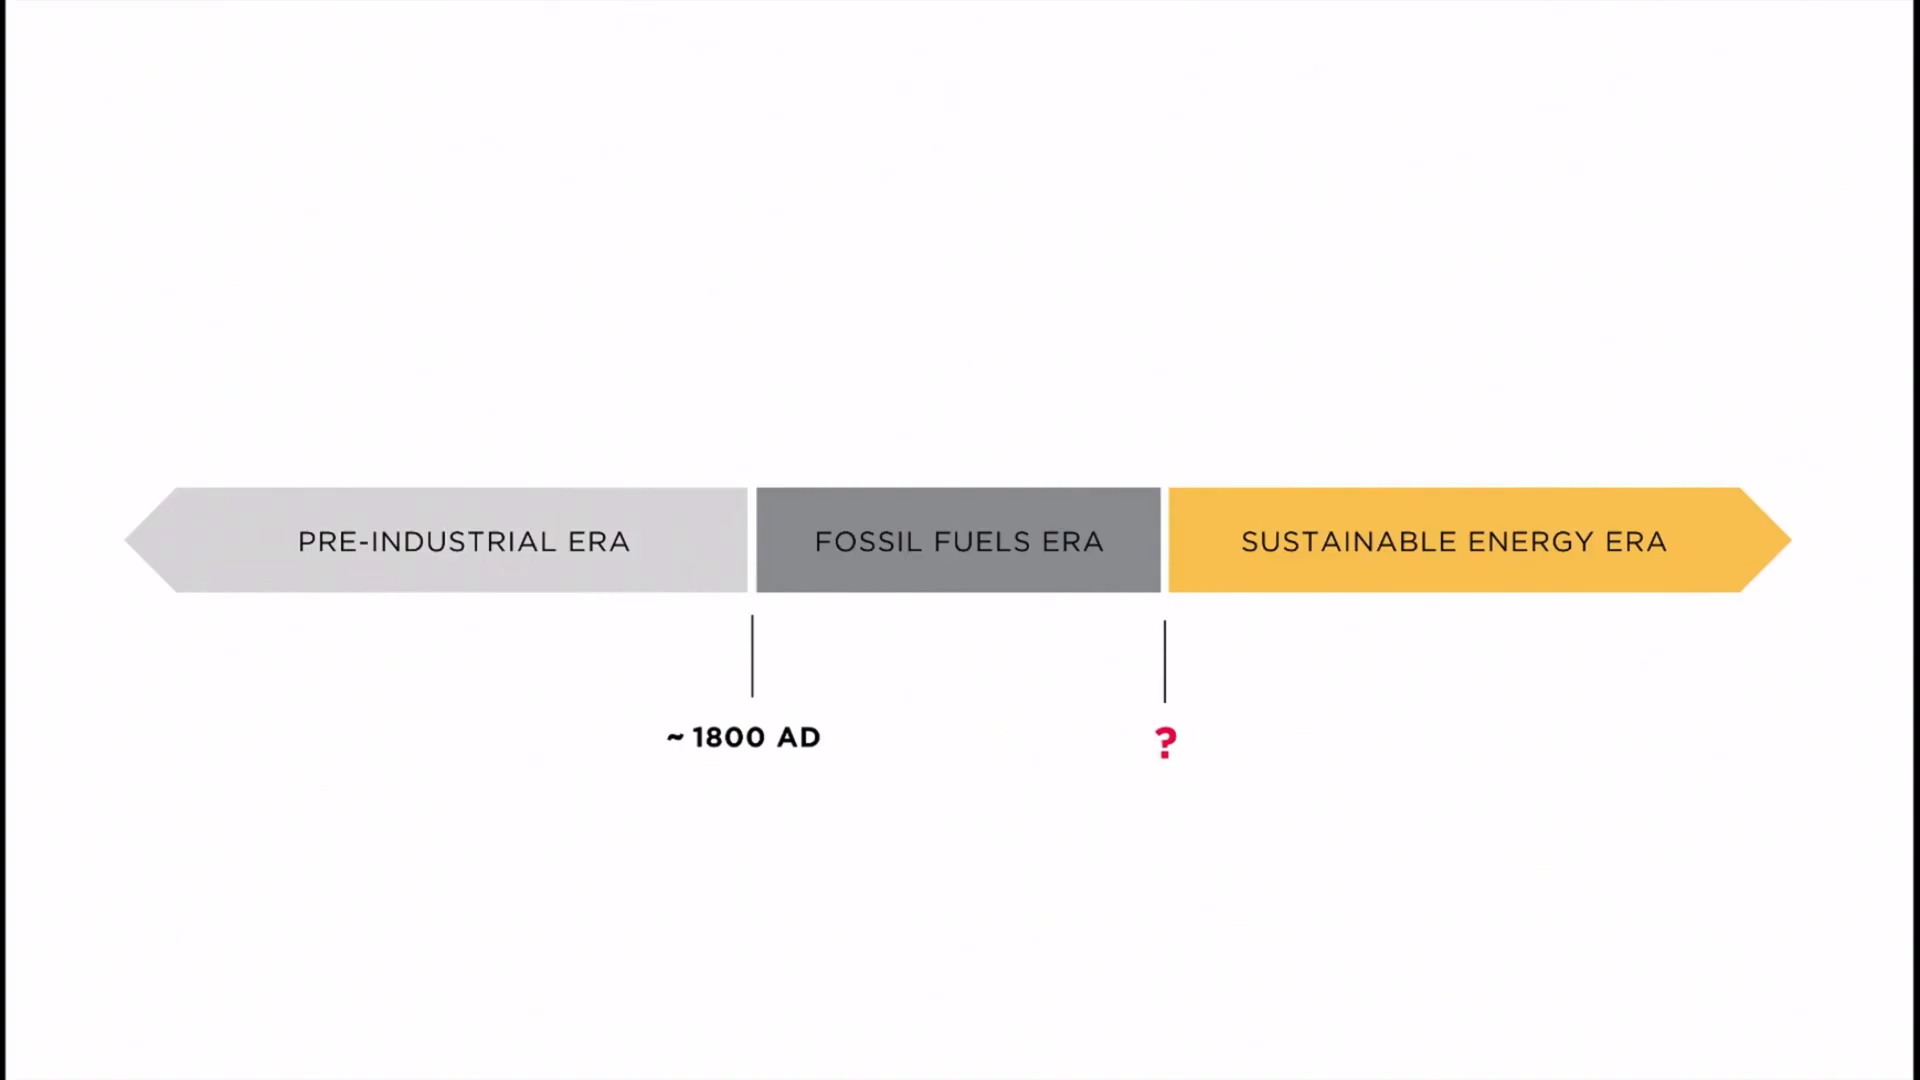 PRE-INDUSTRIAL ERA
FOSSIL FUELS ERA
SUSTAINABLE ENERGY ERA
~ 1800 AD
?